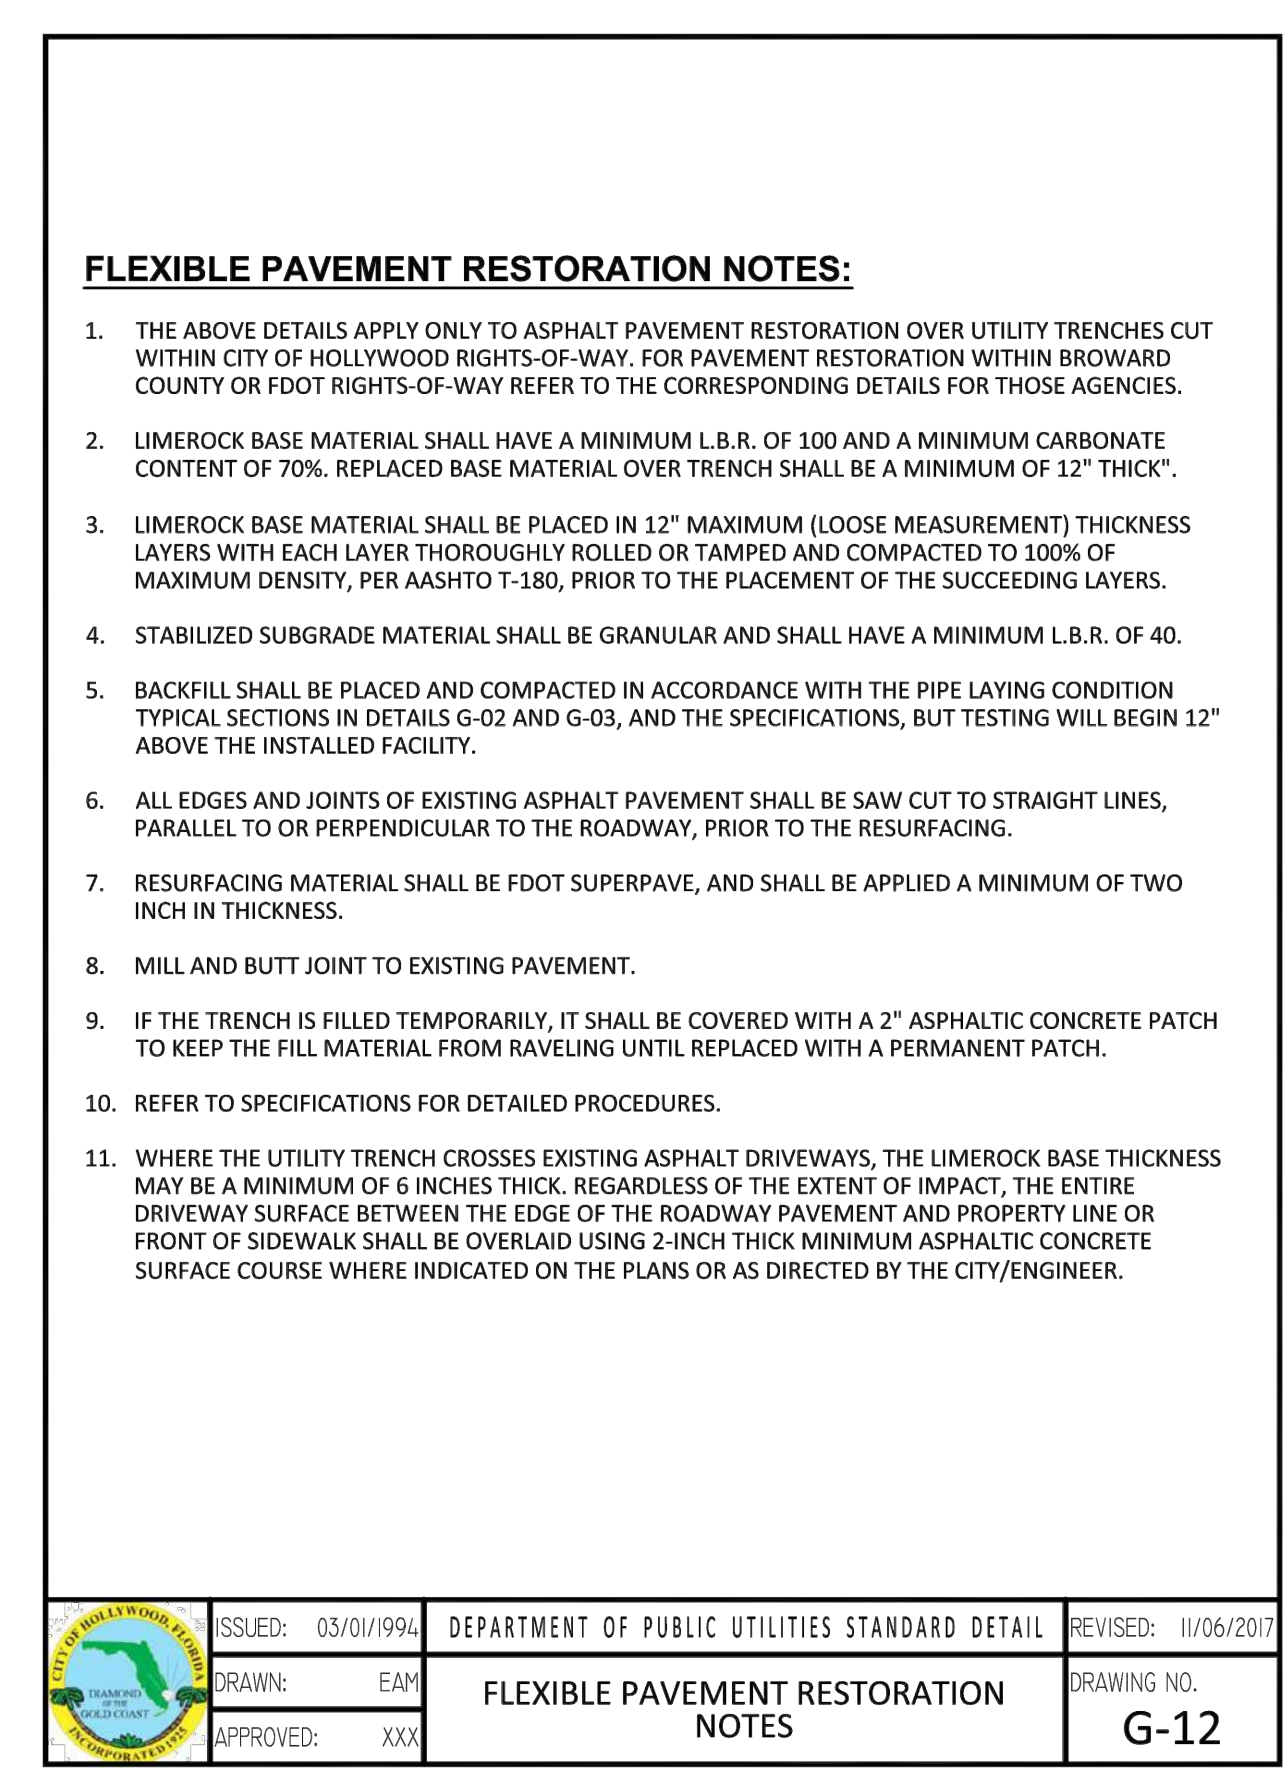 FLEXIBLE PAVEMENT RESTORATION NOTES:
1. THE ABOVE DETAILS APPLY ONLY TO ASPHALT PAVEMENT RESTORATION OVER UTILITY TRENCHES CUT
WITHIN CITY OF HOLLYWOOD RIGHTS-OF-WAY. FOR PAVEMENT RESTORATION WITHIN BROWARD
COUNTY OR FDOT RIGHTS-OF-WAY REFER TO THE CORRESPONDING DETAILS FOR THOSE AGENCIES.
2. LIMEROCK BASE MATERIAL SHALL HAVE A MINIMUM L.B.R. OF 100 AND A MINIMUM CARBONATE
CONTENT OF 70%. REPLACED BASE MATERIAL OVER TRENCH SHALL BE A MINIMUM OF 12" THICK".
3. LIMEROCK BASE MATERIAL SHALL BE PLACED IN 12" MAXIMUM (LOOSE MEASUREMENT) THICKNESS
LAYERS WITH EACH LAYER THOROUGHLY ROLLED OR TAMPED AND COMPACTED TO 100% OF
MAXIMUM DENSITY, PER AASHTO T-180, PRIOR TO THE PLACEMENT OF THE SUCCEEDING LAYERS.
4. STABILIZED SUBGRADE MATERIAL SHALL BE GRANULAR AND SHALL HAVE A MINIMUM L.B.R. OF 40.
5. BACKFILL SHALL BE PLACED AND COMPACTED IN ACCORDANCE WITH THE PIPE LAYING CONDITION
TYPICAL SECTIONS IN DETAILS G-02 AND G-03, AND THE SPECIFICATIONS, BUT TESTING WILL BEGIN 12"
ABOVE THE INSTALLED FACILITY.
6. ALL EDGES AND JOINTS OF EXISTING ASPHALT PAVEMENT SHALL BE SAW CUT TO STRAIGHT LINES,
PARALLEL TO OR PERPENDICULAR TO THE ROADWAY, PRIOR TO THE RESURFACING.
7. RESURFACING MATERIAL SHALL BE FDOT SUPERPAVE, AND SHALL BE APPLIED A MINIMUM OF TWO
INCH IN THICKNESS.
8. MILL AND BUTT JOINT TO EXISTING PAVEMENT.
9. IF THE TRENCH IS FILLED TEMPORARILY, IT SHALL BE COVERED WITH A 2" ASPHALTIC CONCRETE PATCH
TO KEEP THE FILL MATERIAL FROM RAVELING UNTIL REPLACED WITH A PERMANENT PATCH.
10. REFER TO SPECIFICATIONS FOR DETAILED PROCEDURES.
11. WHERE THE UTILITY TRENCH CROSSES EXISTING ASPHALT DRIVEWAYS, THE LIMEROCK BASE THICKNESS
MAY BE A MINIMUM OF 6 INCHES THICK. REGARDLESS OF THE EXTENT OF IMPACT, THE ENTIRE
DRIVEWAY SURFACE BETWEEN THE EDGE OF THE ROADWAY PAVEMENT AND PROPERTY LINE OR
FRONT OF SIDEWALK SHALL BE OVERLAID USING 2-INCH THICK MINIMUM ASPHALTIC CONCRETE
SURFACE COURSE WHERE INDICATED ON THE PLANS OR AS DIRECTED BY THE CITY/ENGINEER.
CITY OF HOLLYWOOD, FLORIDA
DIAMOND
OF THE
GOLD COAST
INCORPORATED 1925
ISSUED: 03/01/1994
DRAWN: EAM
APPROVED: XXX
DEPARTMENT OF PUBLIC UTILITIES STANDARD DETAIL
FLEXIBLE PAVEMENT RESTORATION
NOTES
REVISED: 11/06/2017
DRAWING NO.
G-12